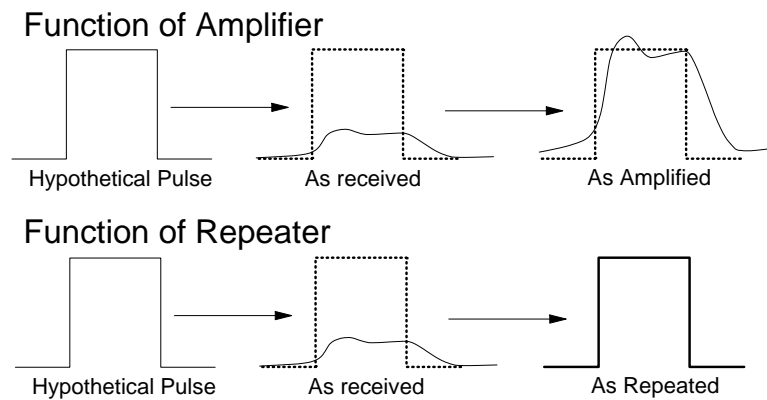 Function of Amplifier
Hypothetical Pulse
As received
As Amplified
Function of Repeater
Hypothetical Pulse
As received
As Repeated